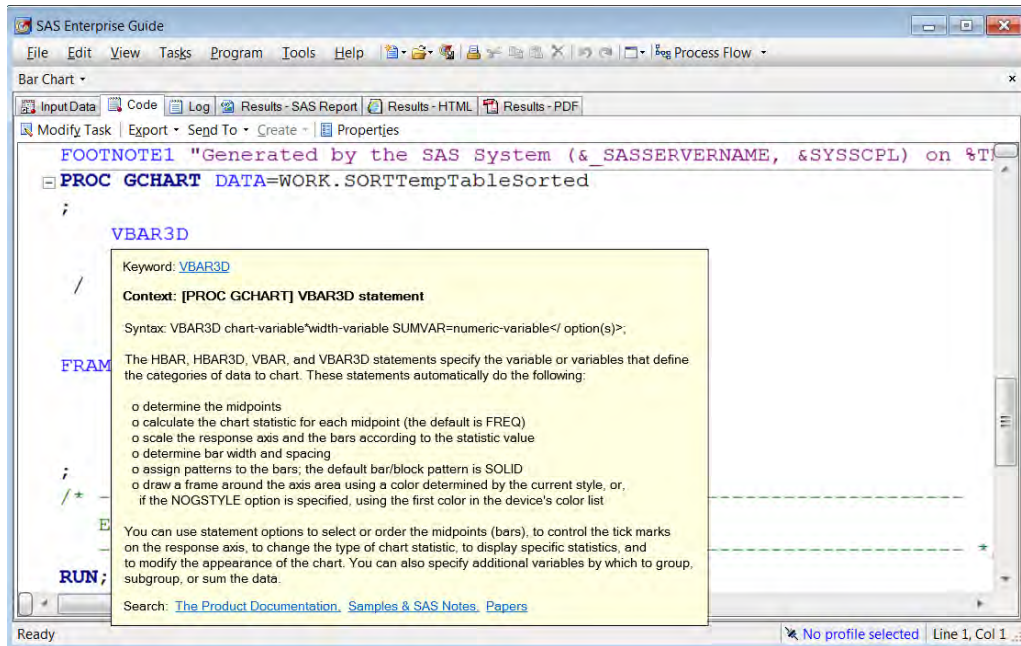 SAS Enterprise Guide
File Edit View Tasks Program Tools Help Process Flow
Bar Chart
Input Data Code Log Results - SAS Report Results - HTML Results - PDF
Modify Task Export Send To Create Properties
FOOTNOTE1 "Generated by the SAS System (&_SASSERVERNAME, &SYSSCPL) on
PROC GCHART DATA=WORK.SORTTempTableSorted
;
VBAR3D
Keyword: VBAR3D
/
Context: [PROC GCHART] VBAR3D statement
Syntax: VBAR3D chart-variable*width-variable SUMVAR=numeric-variable</ option(s)>;
FRAM
The HBAR, HBAR3D, VBAR, and VBAR3D statements specify the variable or variables that define
the categories of data to chart. These statements automatically do the following:
o determine the midpoints
o calculate the chart statistic for each midpoint (the default is FREQ)
o scale the response axis and the bars according to the statistic value
o determine bar width and spacing
o assign patterns to the bars; the default bar/block pattern is SOLID
;
o draw a frame around the axis area using a color determined by the current style, or,
if the NOGSTYLE option is specified, using the first color in the device's color list
/* -
E
You can use statement options to select or order the midpoints (bars), to control the tick marks
on the response axis, to change the type of chart statistic, to display specific statistics, and
to modify the appearance of the chart. You can also specify additional variables by which to group,
subgroup, or sum the data.
RUN;
Search: The Product Documentation, Samples & SAS Notes, Papers
Ready No profile selected Line 1, Col 1